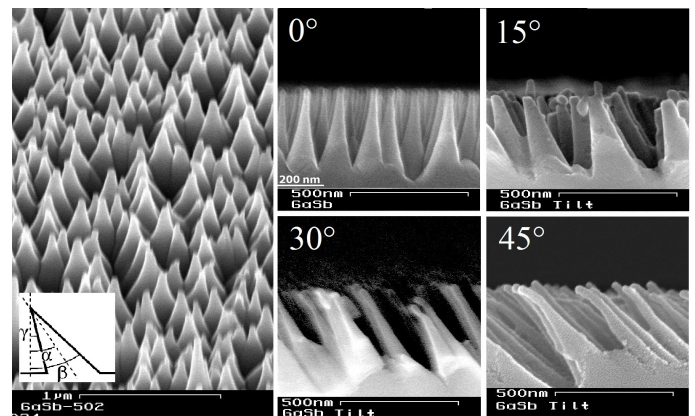 γ
α
β
1µm
GaSb-502
0°
200 nm
500nm
GaSb
15°
500nm
GaSb Tilt
30°
500nm
GaSb Tilt
45°
500nm
GaSb Tilt